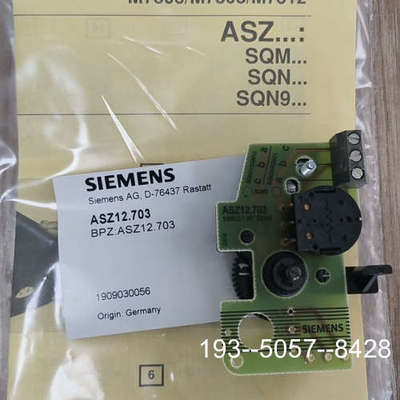 ASZ...:
SQM...
SQN...
SQN9...
SIEMENS
Siemens AG, D-76437 Rastatt
ASZ12.703
BPZ:ASZ12.703
1909030056
Origin: Germany
6
c b a
c b a
ASZ12.703
SIEMENS
193--5057--8428